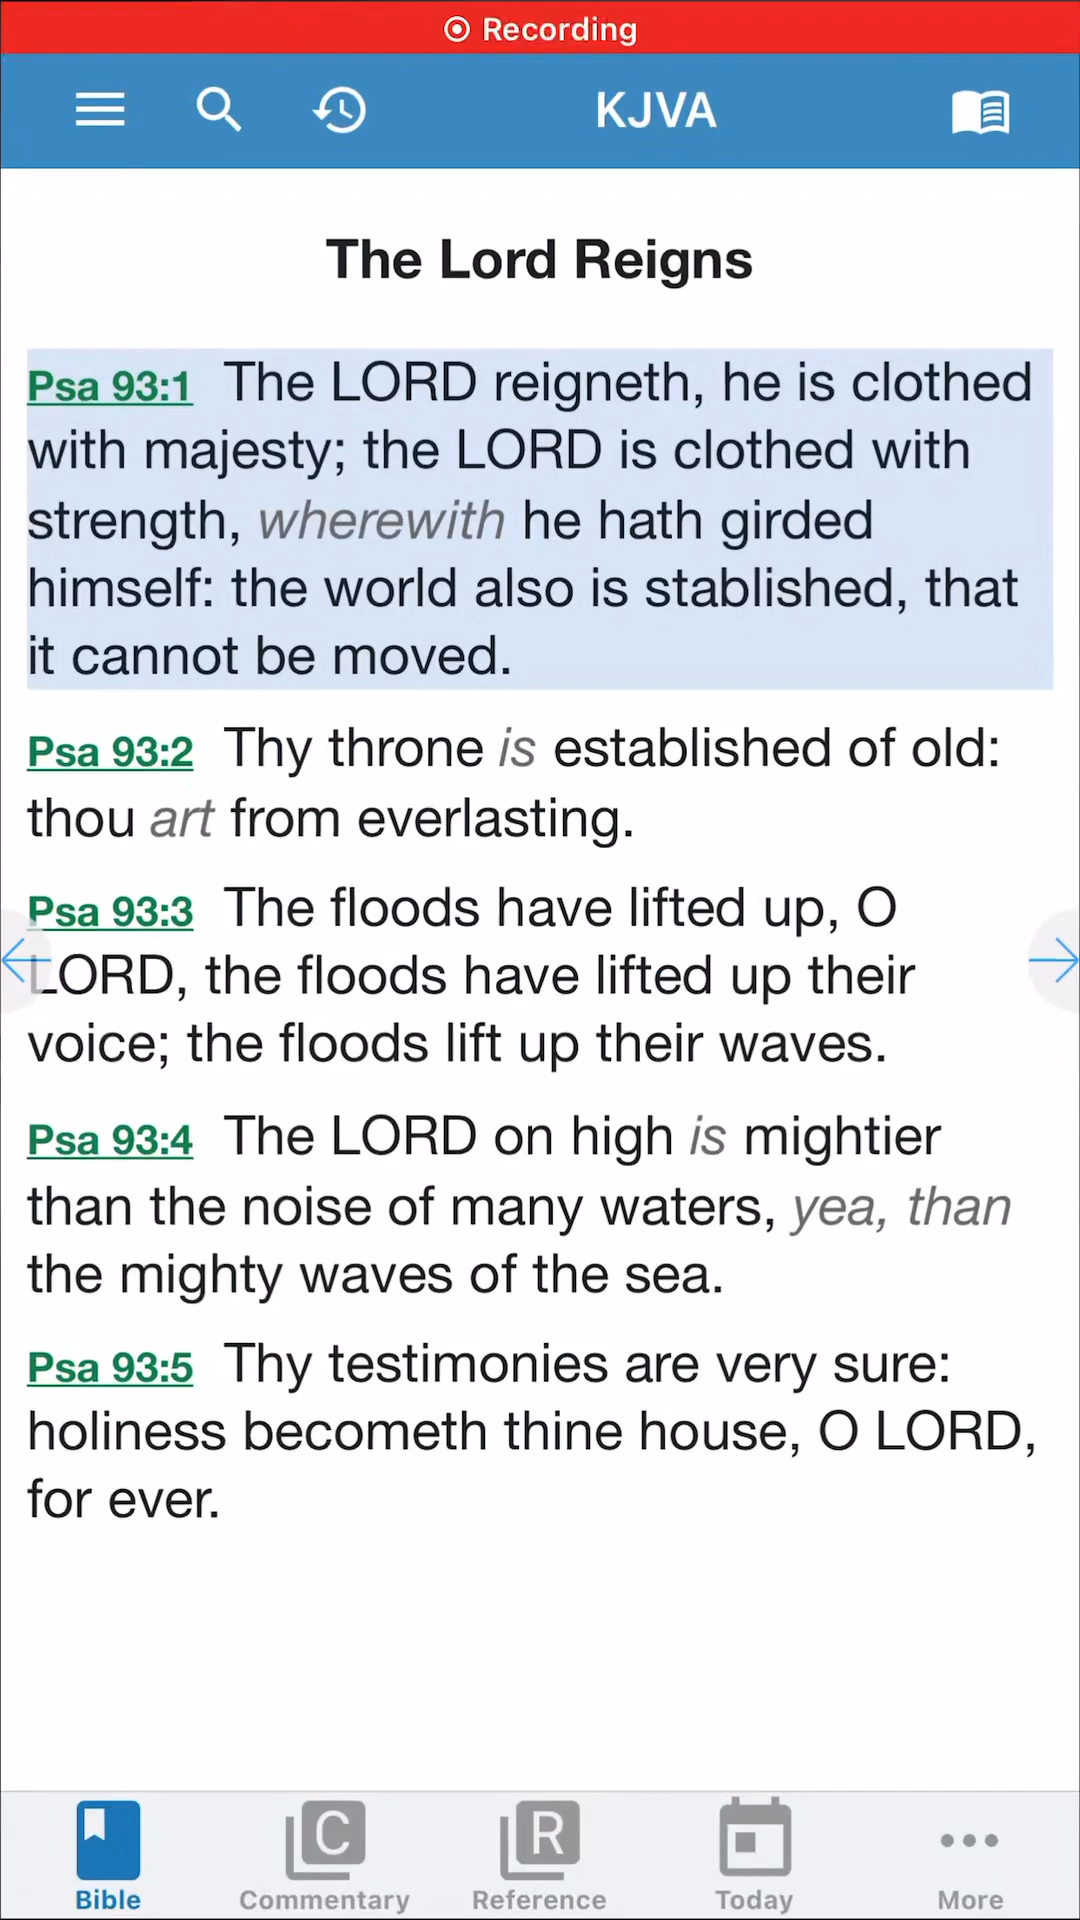 Recording
KJVA
The Lord Reigns
Psa 93:1 The LORD reigneth, he is clothed
with majesty; the LORD is clothed with
strength, wherewith he hath girded
himself: the world also is stablished, that
it cannot be moved.
Psa 93:2 Thy throne is established of old:
thou art from everlasting.
Psa 93:3 The floods have lifted up, O
LORD, the floods have lifted up their
voice; the floods lift up their waves.
Psa 93:4 The LORD on high is mightier
than the noise of many waters, yea, than
the mighty waves of the sea.
Psa 93:5 Thy testimonies are very sure:
holiness becometh thine house, O LORD,
for ever.
C R
Bible Commentary Reference Today More